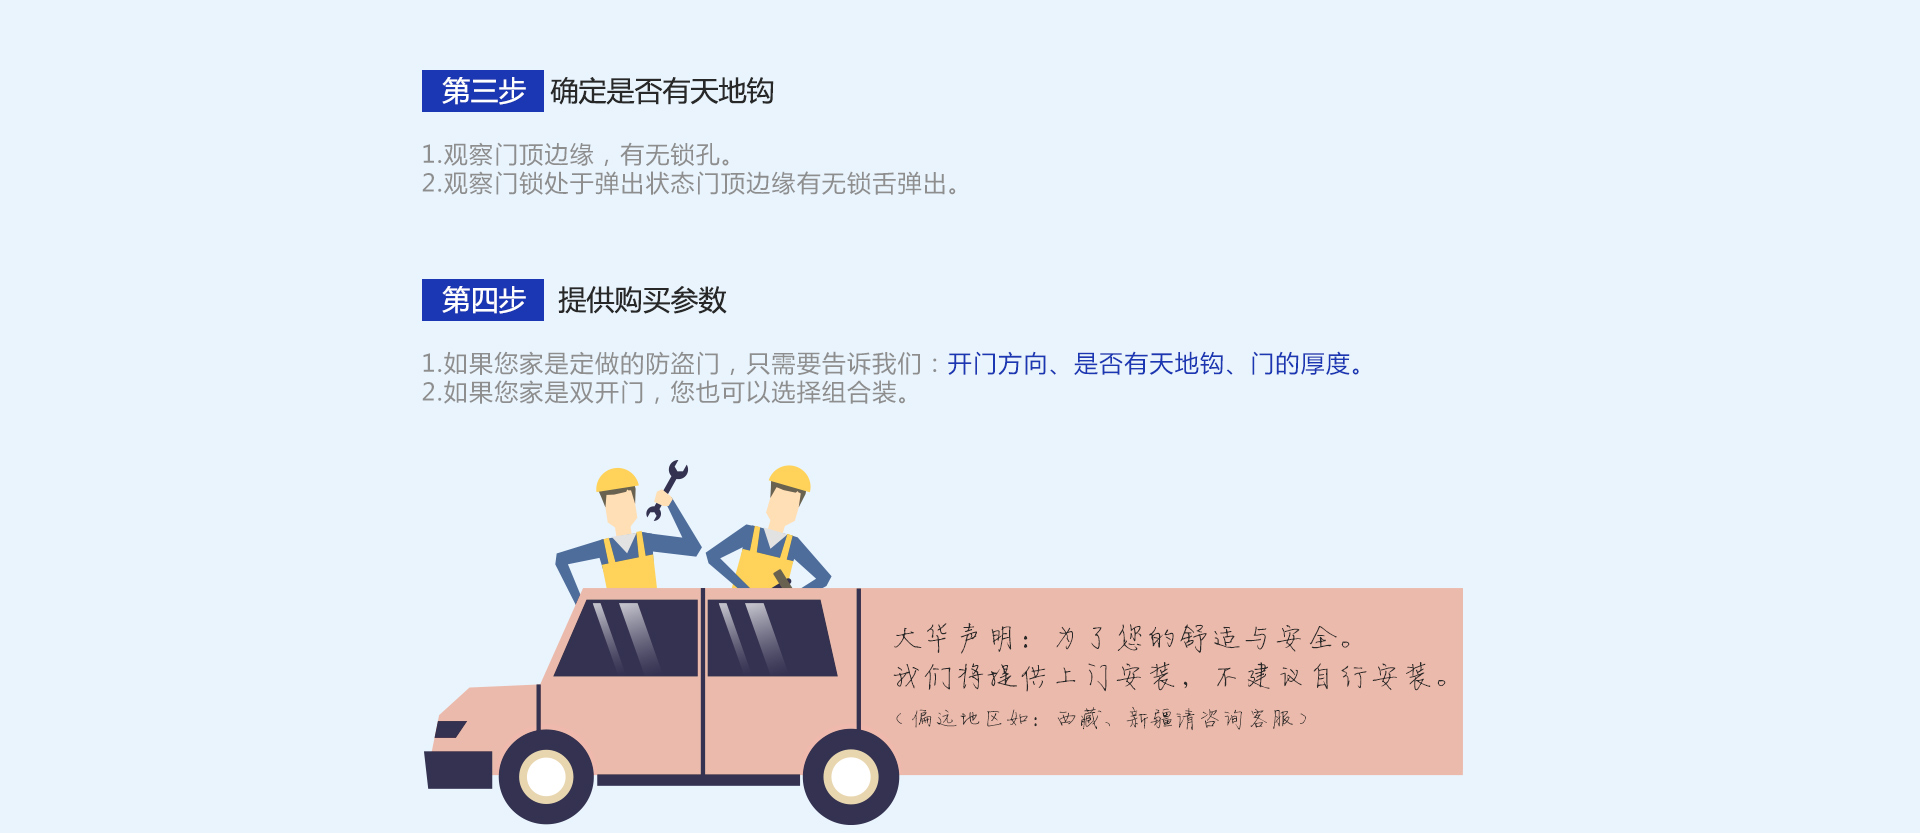 第三步 确定是否有天地钩
1.观察门顶边缘，有无锁孔。
2.观察门锁处于弹出状态门顶边缘有无锁舌弹出。
第四步 提供购买参数
1.如果您家是定做的防盗门，只需要告诉我们：开门方向、是否有天地钩、门的厚度。
2.如果您家是双开门，您也可以选择组合装。
大华声明：为了您的舒适与安全。
我们将提供上门安装，不建议自行安装。
（偏远地区如：西藏、新疆请咨询客服）